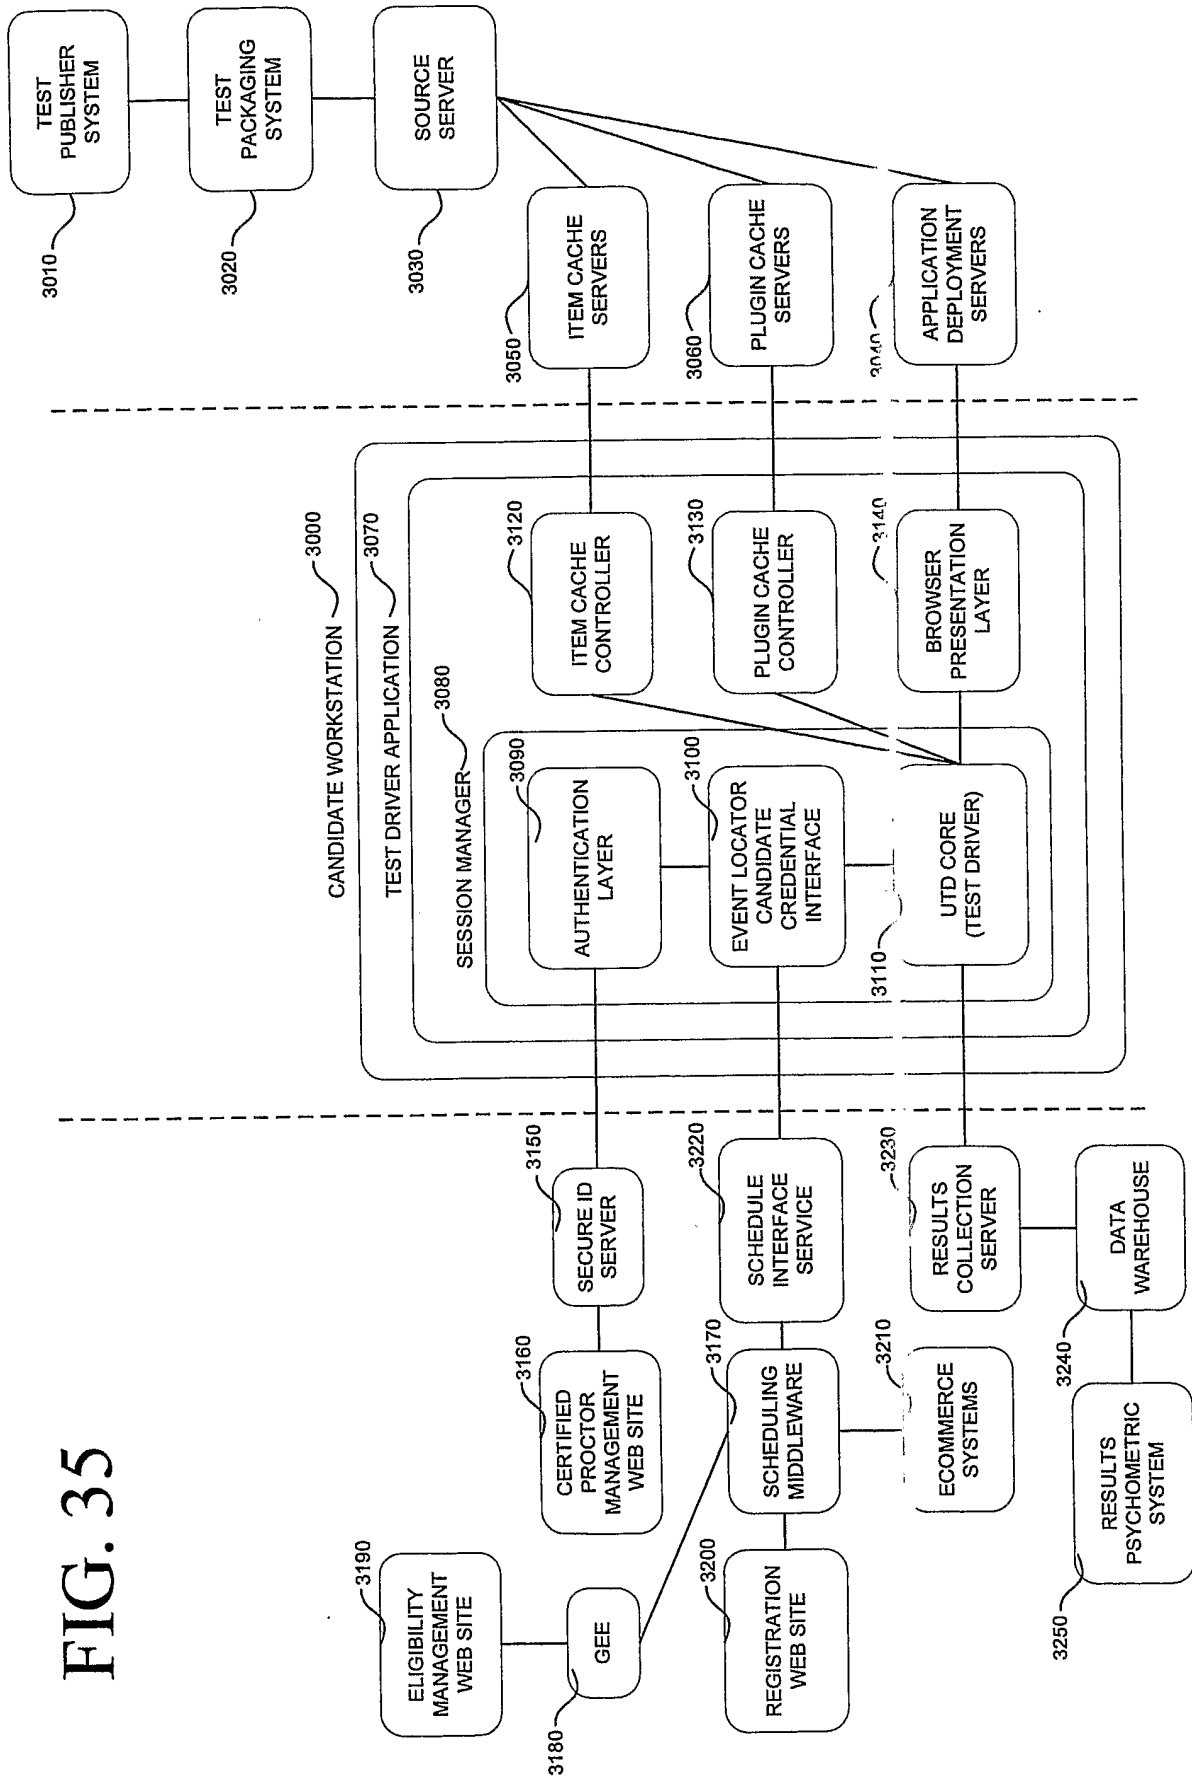 FIG. 35
TEST
PUBLISHER
SYSTEM
3010
TEST
PACKAGING
SYSTEM
3020
SOURCE
SERVER
3030
ITEM CACHE
SERVERS
3050
PLUGIN CACHE
SERVERS
3060
APPLICATION
DEPLOYMENT
SERVERS
3040
CANDIDATE WORKSTATION
3000
TEST DRIVER APPLICATION
3070
SESSION MANAGER
3080
ITEM CACHE
CONTROLLER
3120
PLUGIN CACHE
CONTROLLER
3130
BROWSER
PRESENTATION
LAYER
3140
AUTHENTICATION
LAYER
3090
EVENT LOCATOR
CANDIDATE
CREDENTIAL
INTERFACE
3100
UTD CORE
(TEST DRIVER)
3110
SECURE ID
SERVER
3150
CERTIFIED
PROCTOR
MANAGEMENT
WEB SITE
3160
SCHEDULE
INTERFACE
SERVICE
3220
SCHEDULING
MIDDLEWARE
3170
RESULTS
COLLECTION
SERVER
3230
ECOMMERCE
SYSTEMS
3210
DATA
WAREHOUSE
3240
RESULTS
PSYCHOMETRIC
SYSTEM
3250
ELIGIBILITY
MANAGEMENT
WEB SITE
3190
GEE
3180
REGISTRATION
WEB SITE
3200